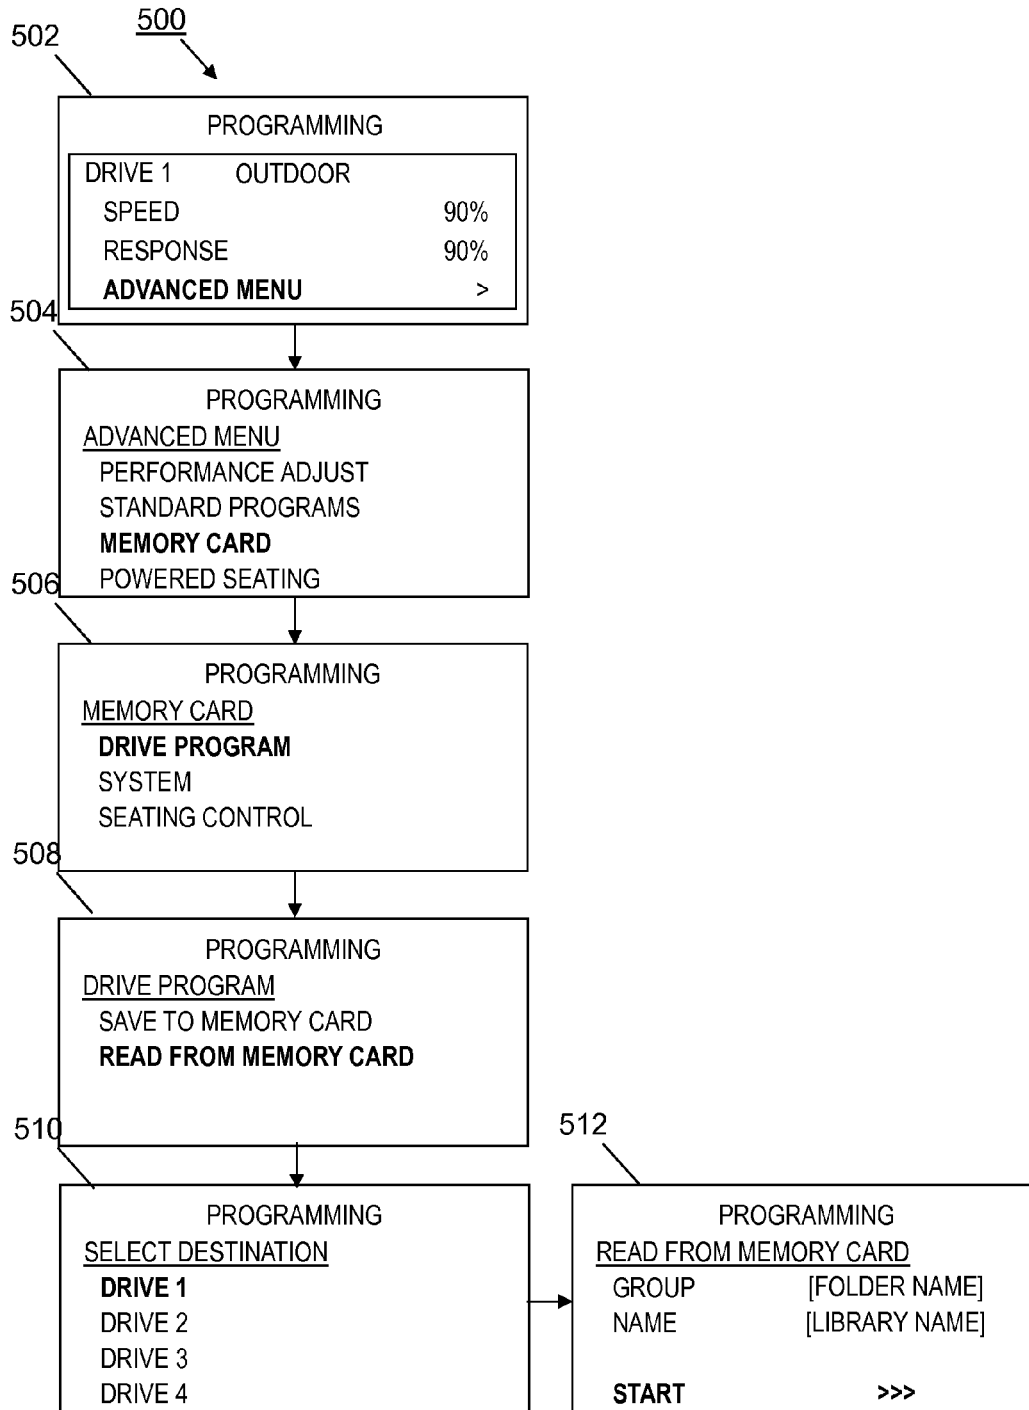 500
502
PROGRAMMING
DRIVE 1 OUTDOOR
SPEED 90%
RESPONSE 90%
ADVANCED MENU >
504
PROGRAMMING
ADVANCED MENU
PERFORMANCE ADJUST
STANDARD PROGRAMS
MEMORY CARD
POWERED SEATING
506
PROGRAMMING
MEMORY CARD
DRIVE PROGRAM
SYSTEM
SEATING CONTROL
508
PROGRAMMING
DRIVE PROGRAM
SAVE TO MEMORY CARD
READ FROM MEMORY CARD
510
PROGRAMMING
SELECT DESTINATION
DRIVE 1
DRIVE 2
DRIVE 3
DRIVE 4
512
PROGRAMMING
READ FROM MEMORY CARD
GROUP [FOLDER NAME]
NAME [LIBRARY NAME]
START >>>